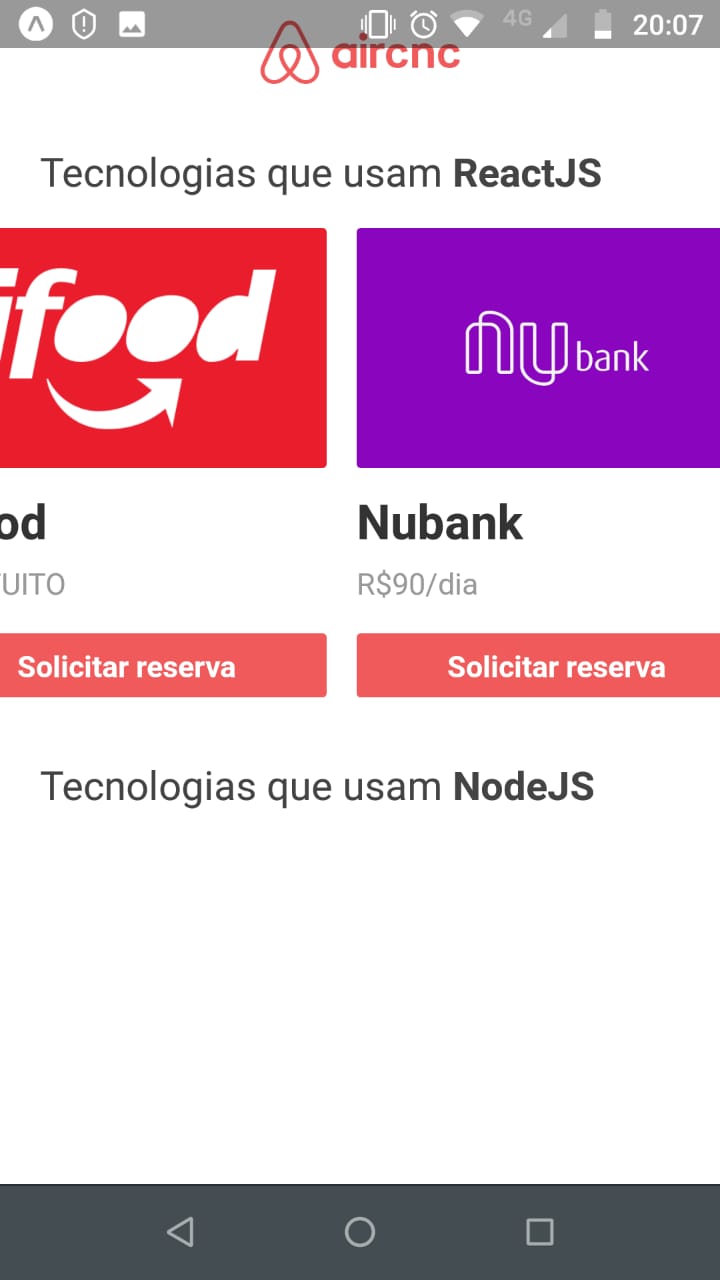 4G 20:07
aircnc
Tecnologias que usam ReactJS
ifood
nu bank
od Nubank
UITO R$90/dia
Solicitar reserva Solicitar reserva
Tecnologias que usam NodeJS